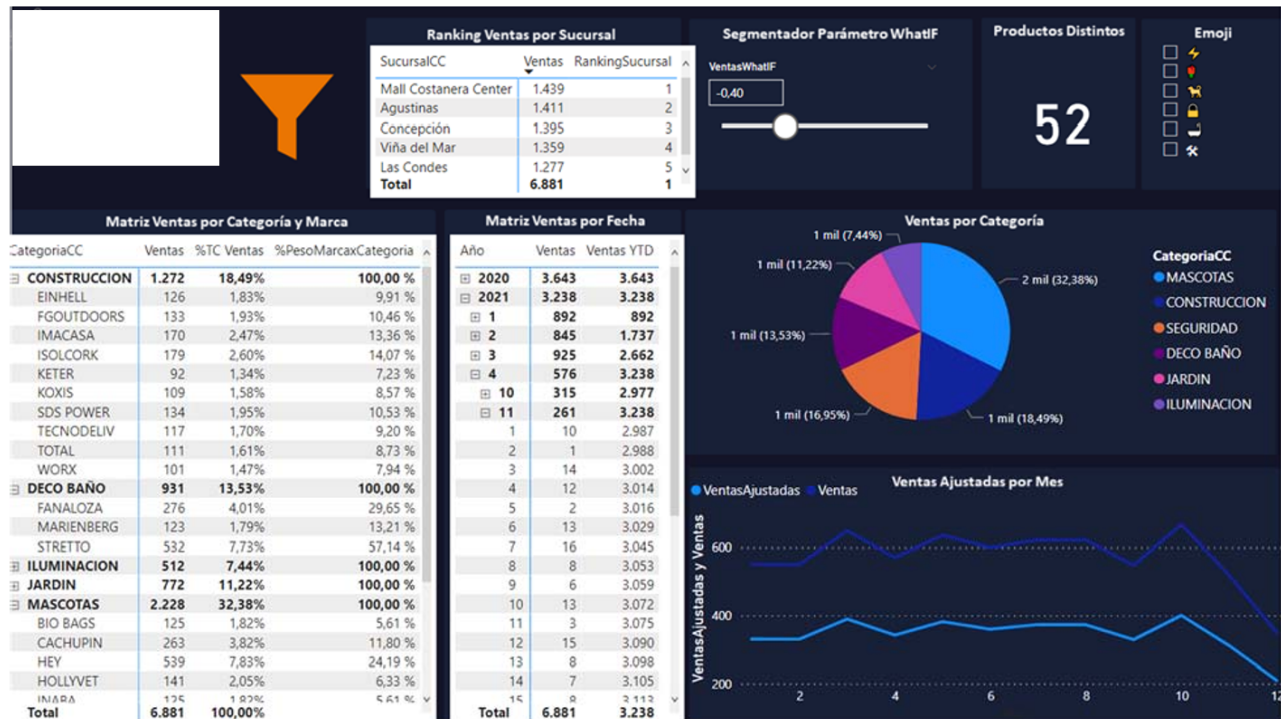 Ranking Ventas por Sucursal
SucursalCC Ventas RankingSucursal
Mall Costanera Center 1.439 1
Agustinas 1.411 2
Concepción 1.395 3
Viña del Mar 1.359 4
Las Condes 1.277 5
Total 6.881 1
Segmentador Parámetro WhatIF
VentasWhatIF
-0,40
Productos Distintos
52
Emoji
Matriz Ventas por Categoría y Marca
CategoriaCC Ventas %TC Ventas %PesoMarcaxCategoria
CONSTRUCCION 1.272 18,49% 100,00 %
EINHELL 126 1,83% 9,91 %
FGOUTDOORS 133 1,93% 10,46 %
IMACASA 170 2,47% 13,36 %
ISOLCORK 179 2,60% 14,07 %
KETER 92 1,34% 7,23 %
KOXIS 109 1,58% 8,57 %
SDS POWER 134 1,95% 10,53 %
TECNODELIV 117 1,70% 9,20 %
TOTAL 111 1,61% 8,73 %
WORX 101 1,47% 7,94 %
DECO BAÑO 931 13,53% 100,00 %
FANALOZA 276 4,01% 29,65 %
MARIENBERG 123 1,79% 13,21 %
STRETTO 532 7,73% 57,14 %
ILUMINACION 512 7,44% 100,00 %
JARDIN 772 11,22% 100,00 %
MASCOTAS 2.228 32,38% 100,00 %
BIO BAGS 125 1,82% 5,61 %
CACHUPIN 263 3,82% 11,80 %
HEY 539 7,83% 24,19 %
HOLLYVET 141 2,05% 6,33 %
INABA 125 1,82% 5,61 %
Total 6.881 100,00%
Matriz Ventas por Fecha
Año Ventas Ventas YTD
2020 3.643 3.643
2021 3.238 3.238
1 892 892
2 845 1.737
3 925 2.662
4 576 3.238
10 315 2.977
11 261 3.238
1 10 2.987
2 1 2.988
3 14 3.002
4 12 3.014
5 2 3.016
6 13 3.029
7 16 3.045
8 8 3.053
9 6 3.059
10 13 3.072
11 3 3.075
12 15 3.090
13 8 3.098
14 7 3.105
15 8 3.113
Total 6.881 3.238
Ventas por Categoría
1 mil (7,44%)
1 mil (11,22%)
2 mil (32,38%)
1 mil (13,53%)
1 mil (16,95%)
1 mil (18,49%)
CategoriaCC
MASCOTAS
CONSTRUCCION
SEGURIDAD
DECO BAÑO
JARDIN
ILUMINACION
Ventas Ajustadas por Mes
VentasAjustadas Ventas
VentasAjustadas y Ventas
600
400
200
2 4 6 8 10 12